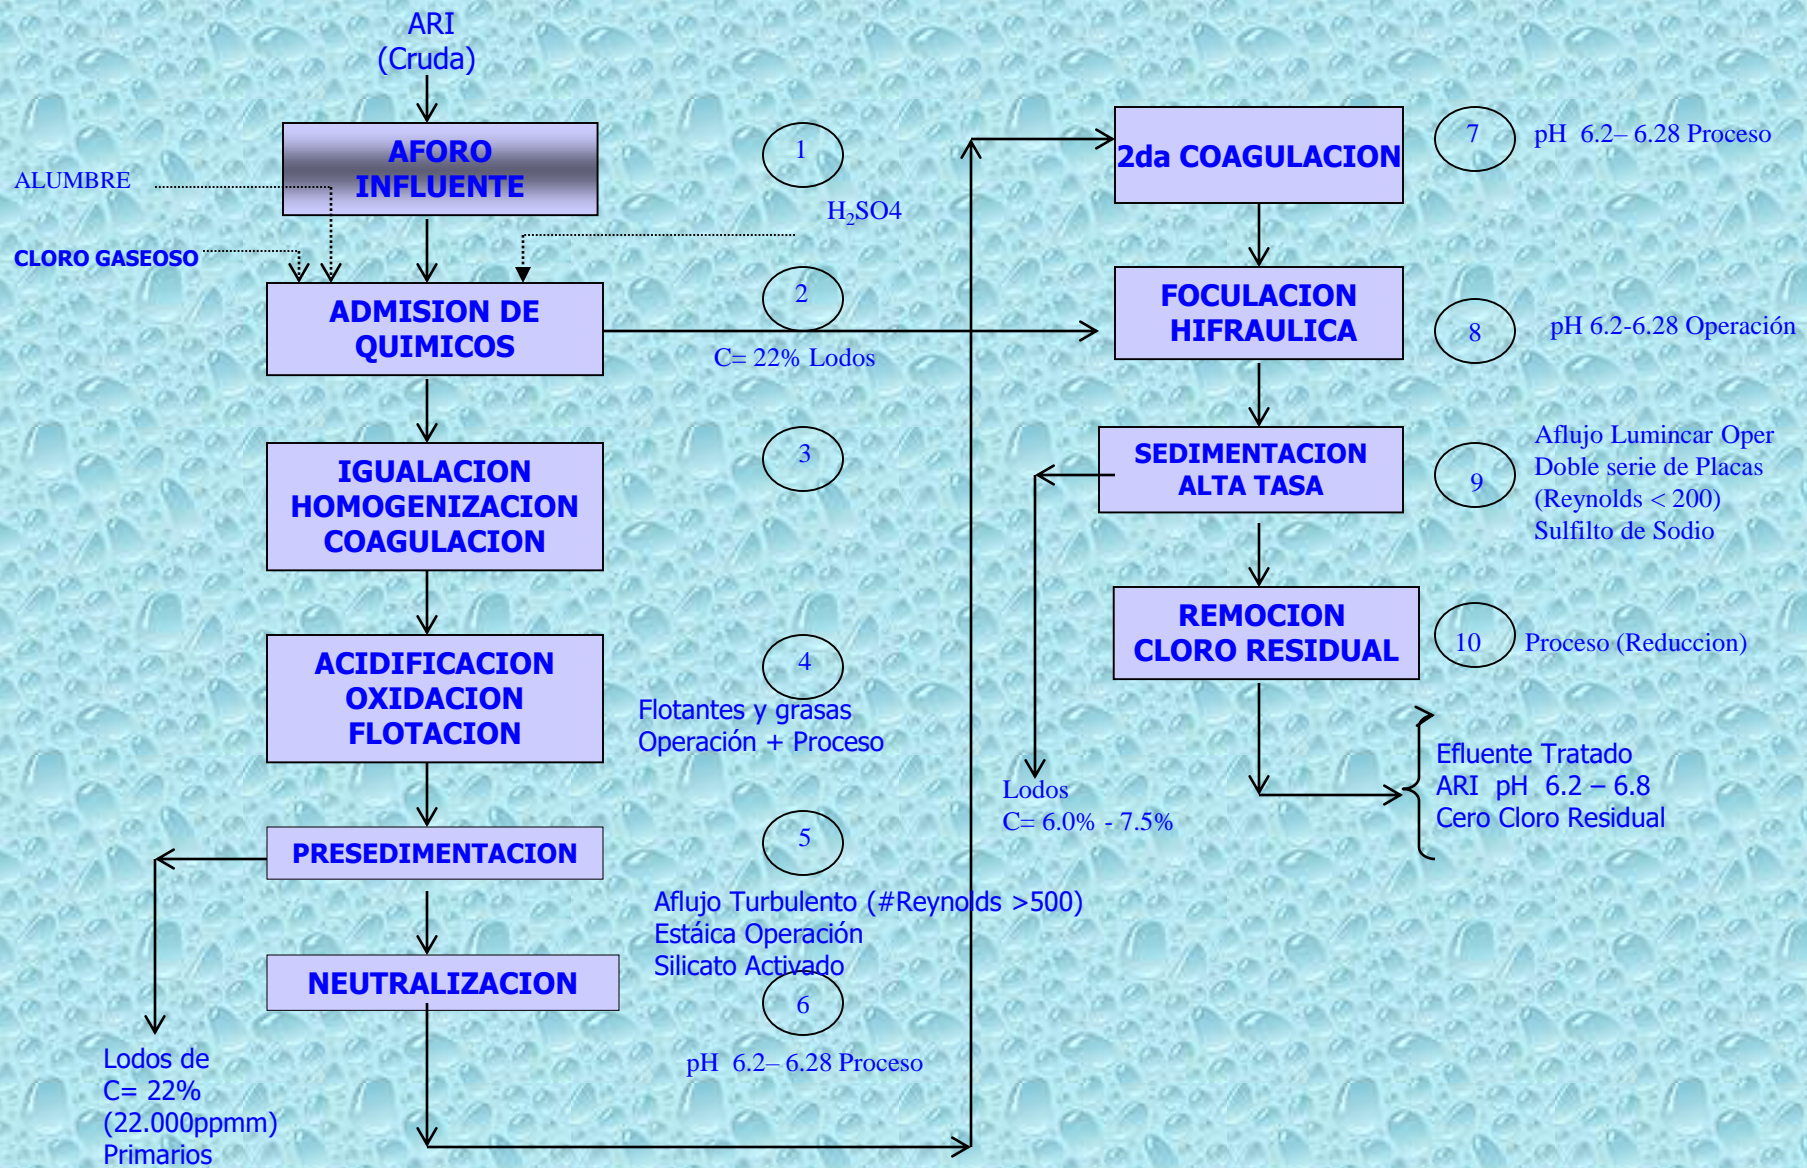 ARI
(Cruda)
AFORO
INFLUENTE
1
ALUMBRE
H₂SO4
CLORO GASEOSO
ADMISION DE
QUIMICOS
2
C= 22% Lodos
IGUALACION
HOMOGENIZACION
COAGULACION
3
ACIDIFICACION
OXIDACION
FLOTACION
4
Flotantes y grasas
Operación + Proceso
PRESEDIMENTACION
5
Aflujo Turbulento (#Reynolds >500)
Estáica Operación
Silicato Activado
Lodos de
C= 22%
(22.000ppmm)
Primarios
NEUTRALIZACION
6
pH 6.2– 6.28 Proceso
2da COAGULACION
7
pH 6.2– 6.28 Proceso
FOCULACION
HIFRAULICA
8
pH 6.2-6.28 Operación
SEDIMENTACION
ALTA TASA
9
Aflujo Lumincar Oper
Doble serie de Placas
(Reynolds < 200)
Sulfilto de Sodio
Lodos
C= 6.0% - 7.5%
REMOCION
CLORO RESIDUAL
10
Proceso (Reduccion)
Efluente Tratado
ARI pH 6.2 – 6.8
Cero Cloro Residual